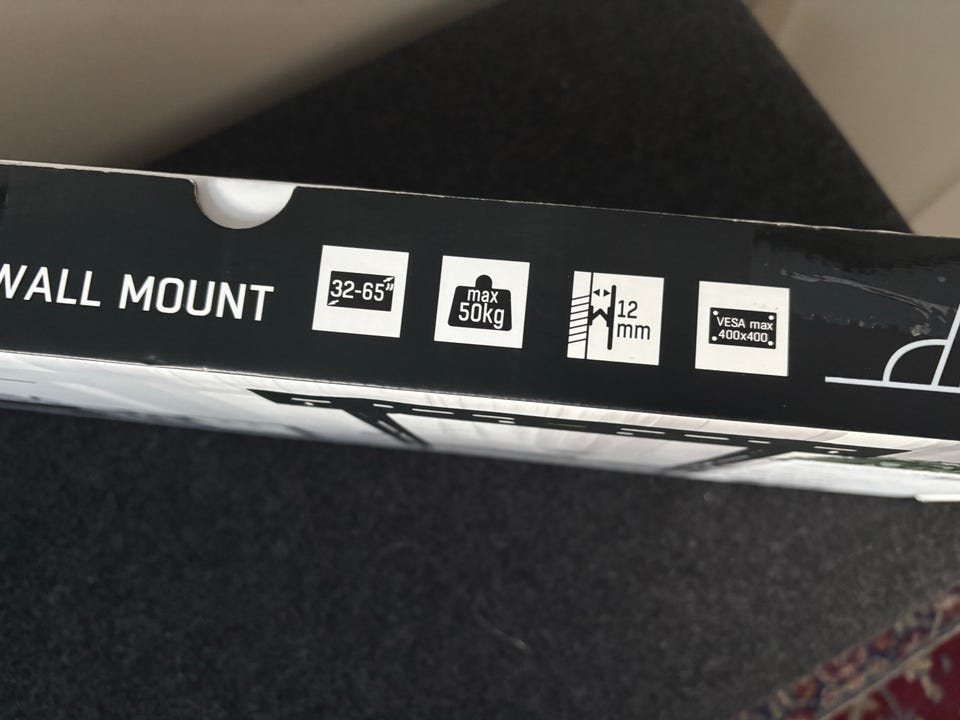 WALL MOUNT
32-65"
max
50kg
12
mm
VESA max
400x400